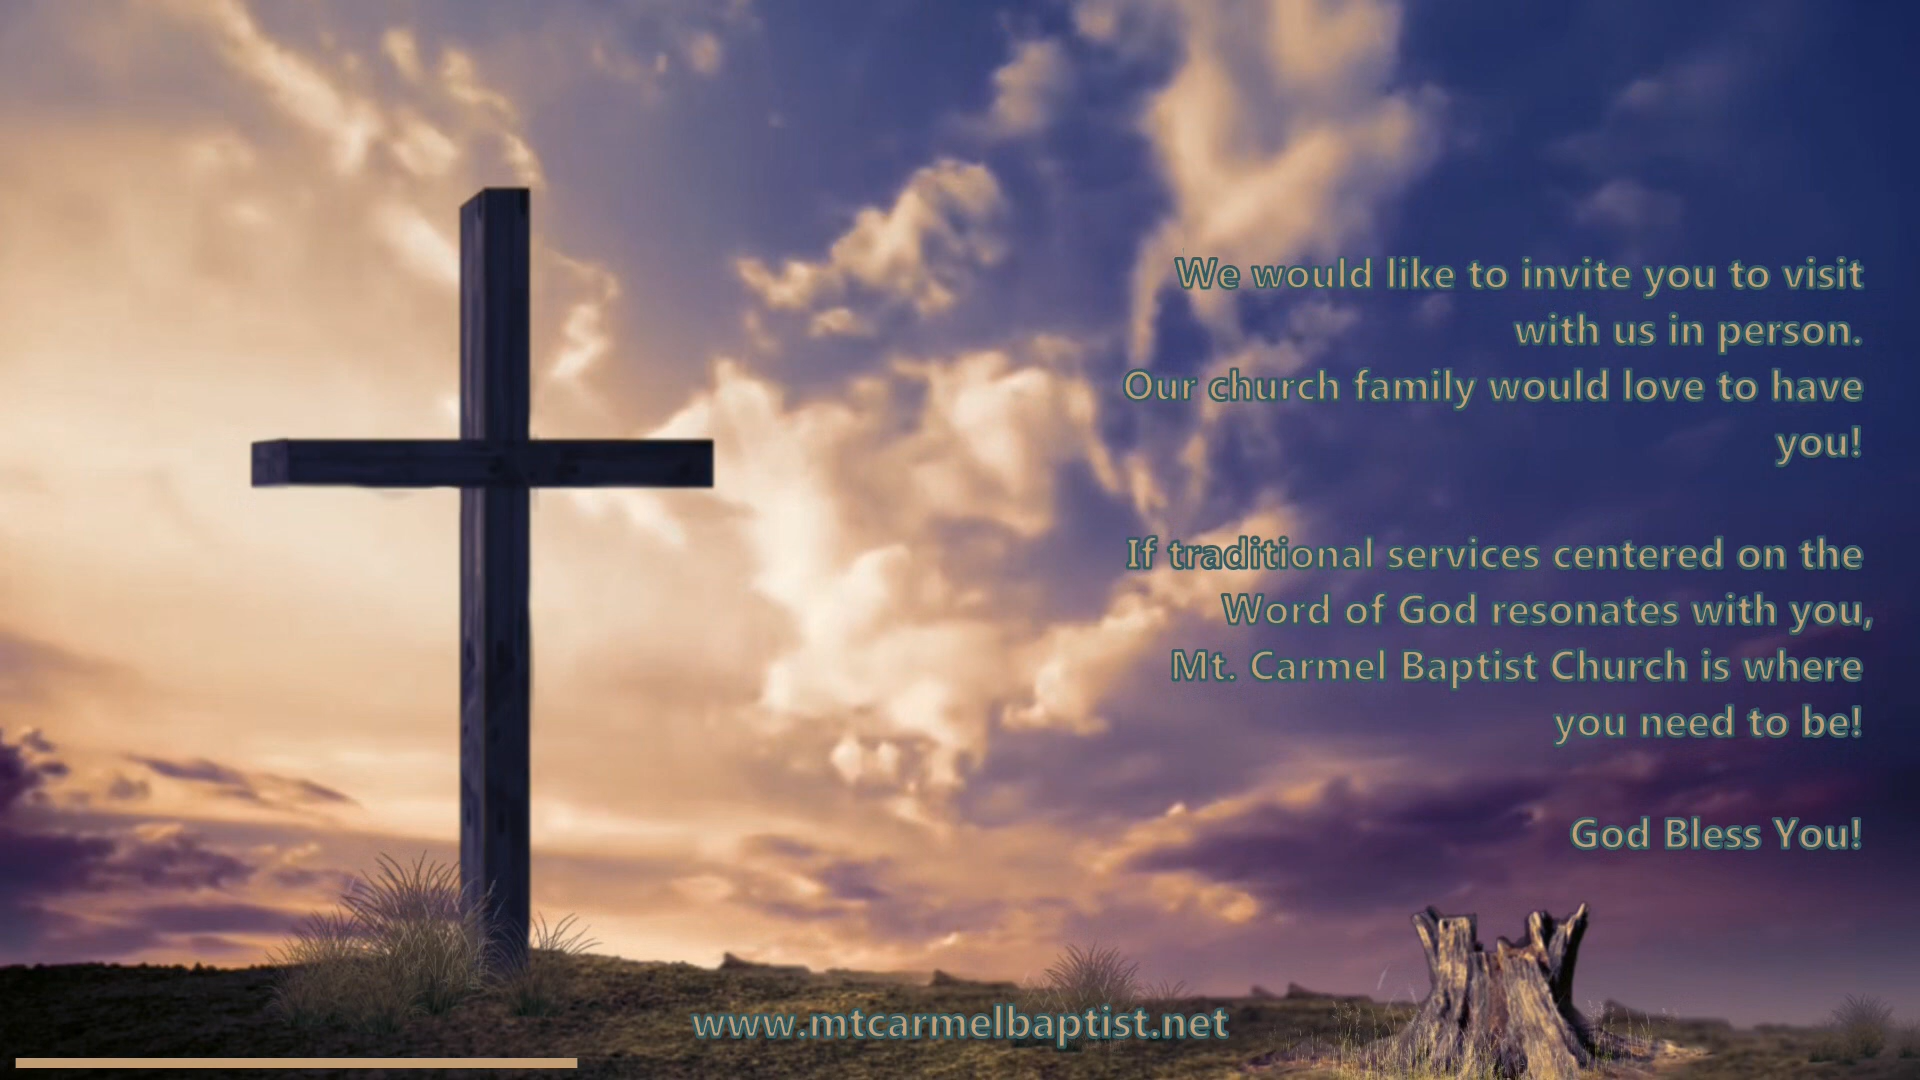 We would like to invite you to visit
with us in person.
Our church family would love to have
you!
If traditional services centered on the
Word of God resonates with you,
Mt. Carmel Baptist Church is where
you need to be!
God Bless You!
www.mtcarmelbaptist.net